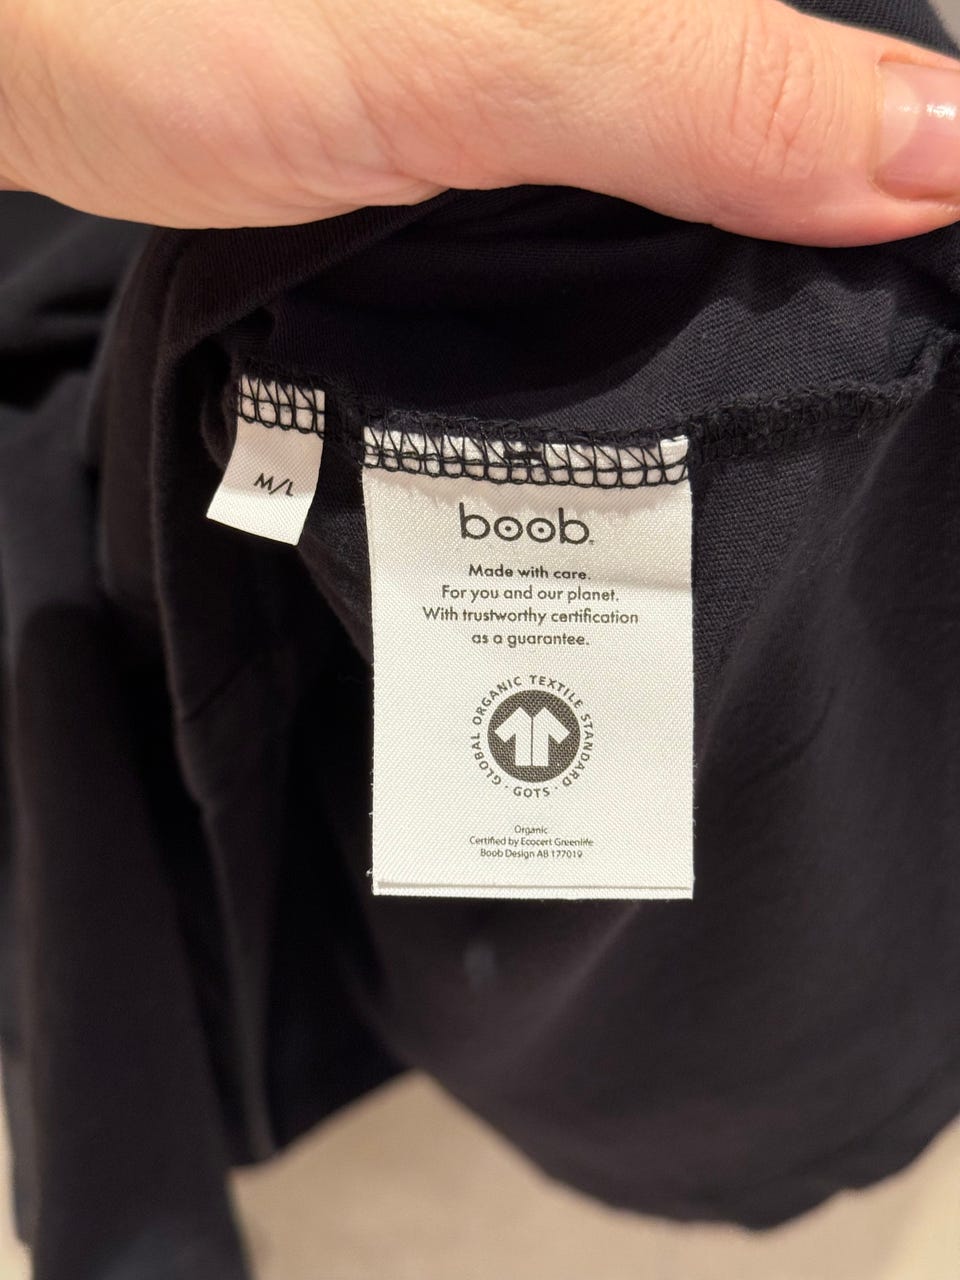 M/L
boob.
Made with care.
For you and our planet.
With trustworthy certification
as a guarantee.
GLOBAL ORGANIC TEXTILE STANDARD
· GOTS ·
Organic
Certified by Ecocert Greenlife
Boob Design AB 177019